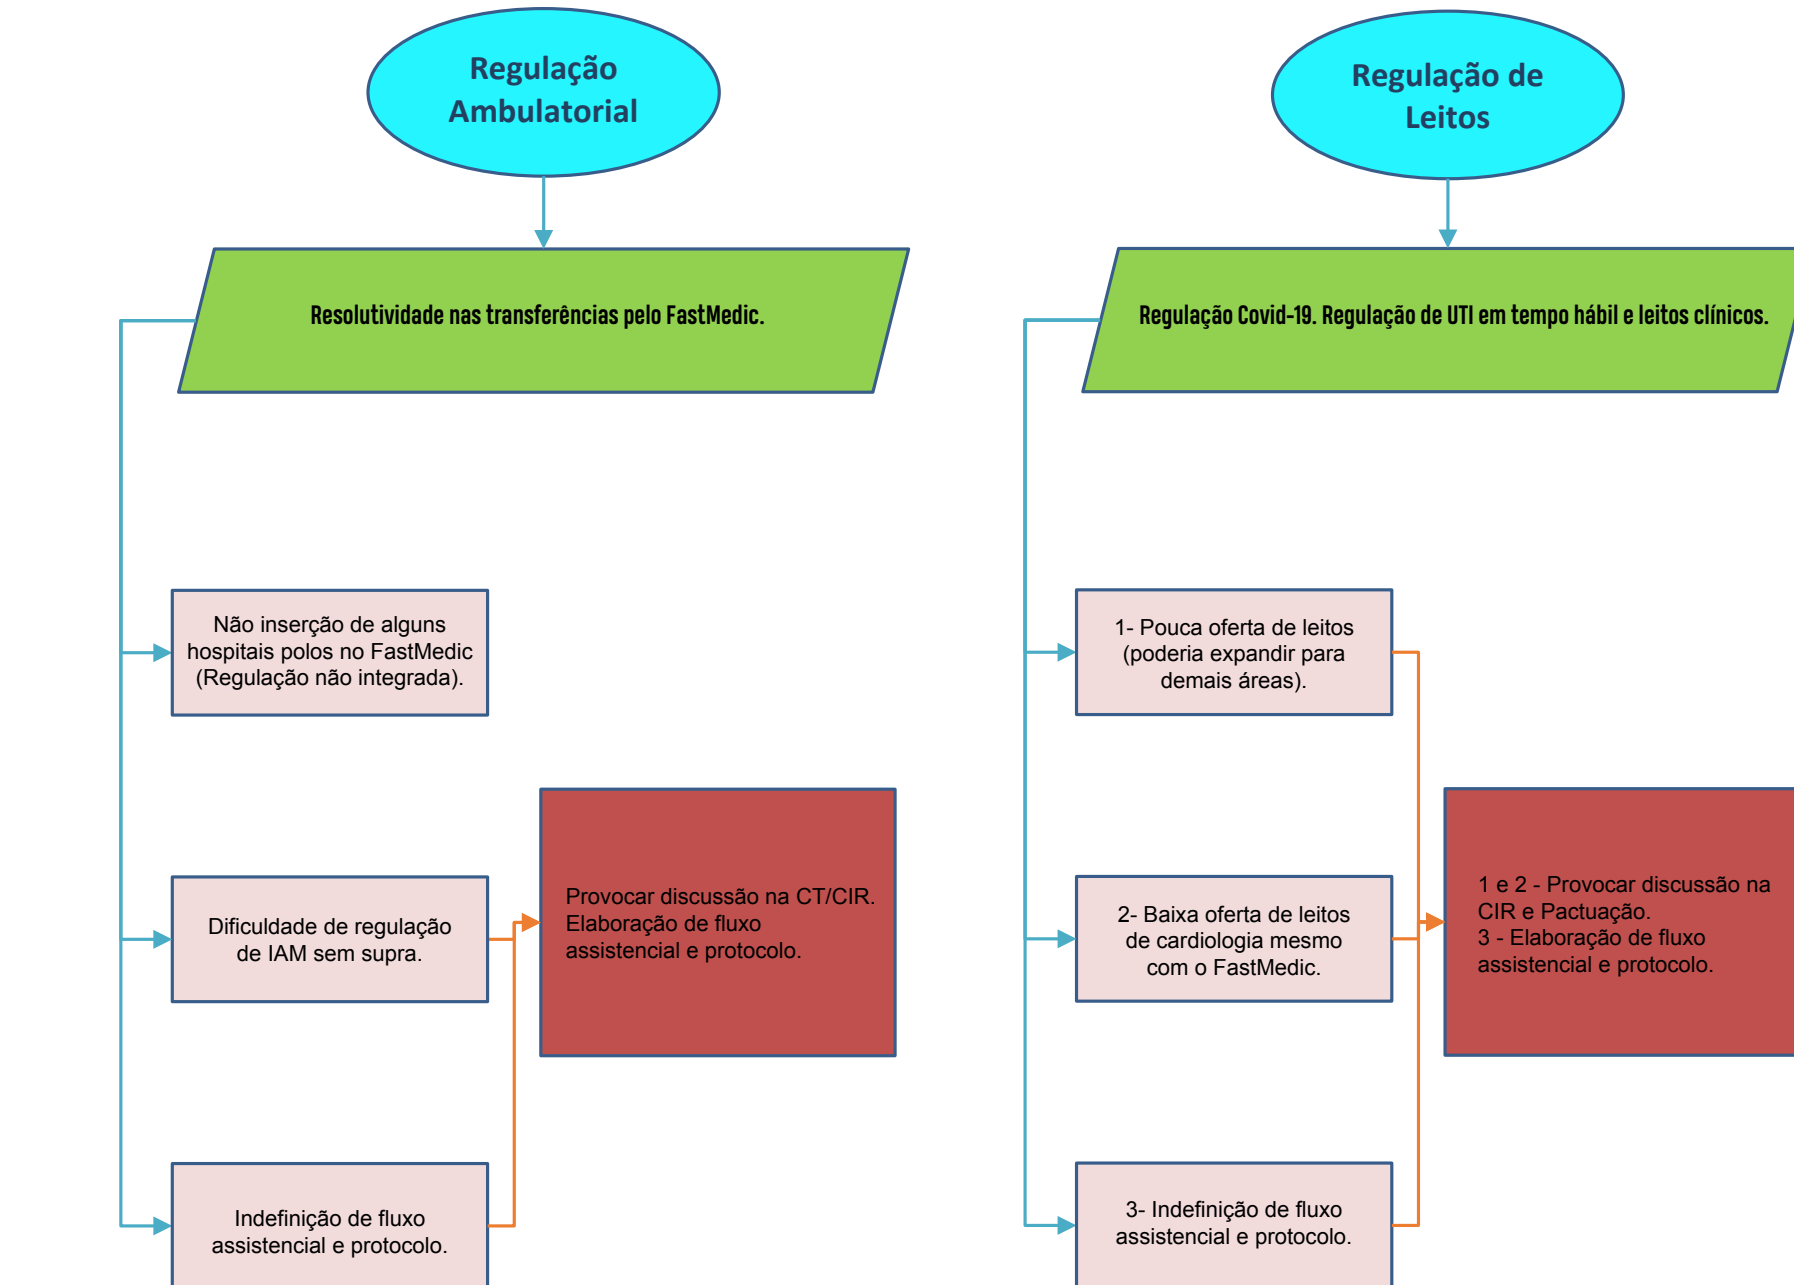 Regulação
Ambulatorial
Resolutividade nas transferências pelo FastMedic.
Não inserção de alguns
hospitais polos no FastMedic
(Regulação não integrada).
Dificuldade de regulação
de IAM sem supra.
Provocar discussão na CT/CIR.
Elaboração de fluxo
assistencial e protocolo.
Indefinição de fluxo
assistencial e protocolo.
Regulação de
Leitos
Regulação Covid-19. Regulação de UTI em tempo hábil e leitos clínicos.
1- Pouca oferta de leitos
(poderia expandir para
demais áreas).
2- Baixa oferta de leitos
de cardiologia mesmo
com o FastMedic.
1 e 2 - Provocar discussão na
CIR e Pactuação.
3 - Elaboração de fluxo
assistencial e protocolo.
3- Indefinição de fluxo
assistencial e protocolo.